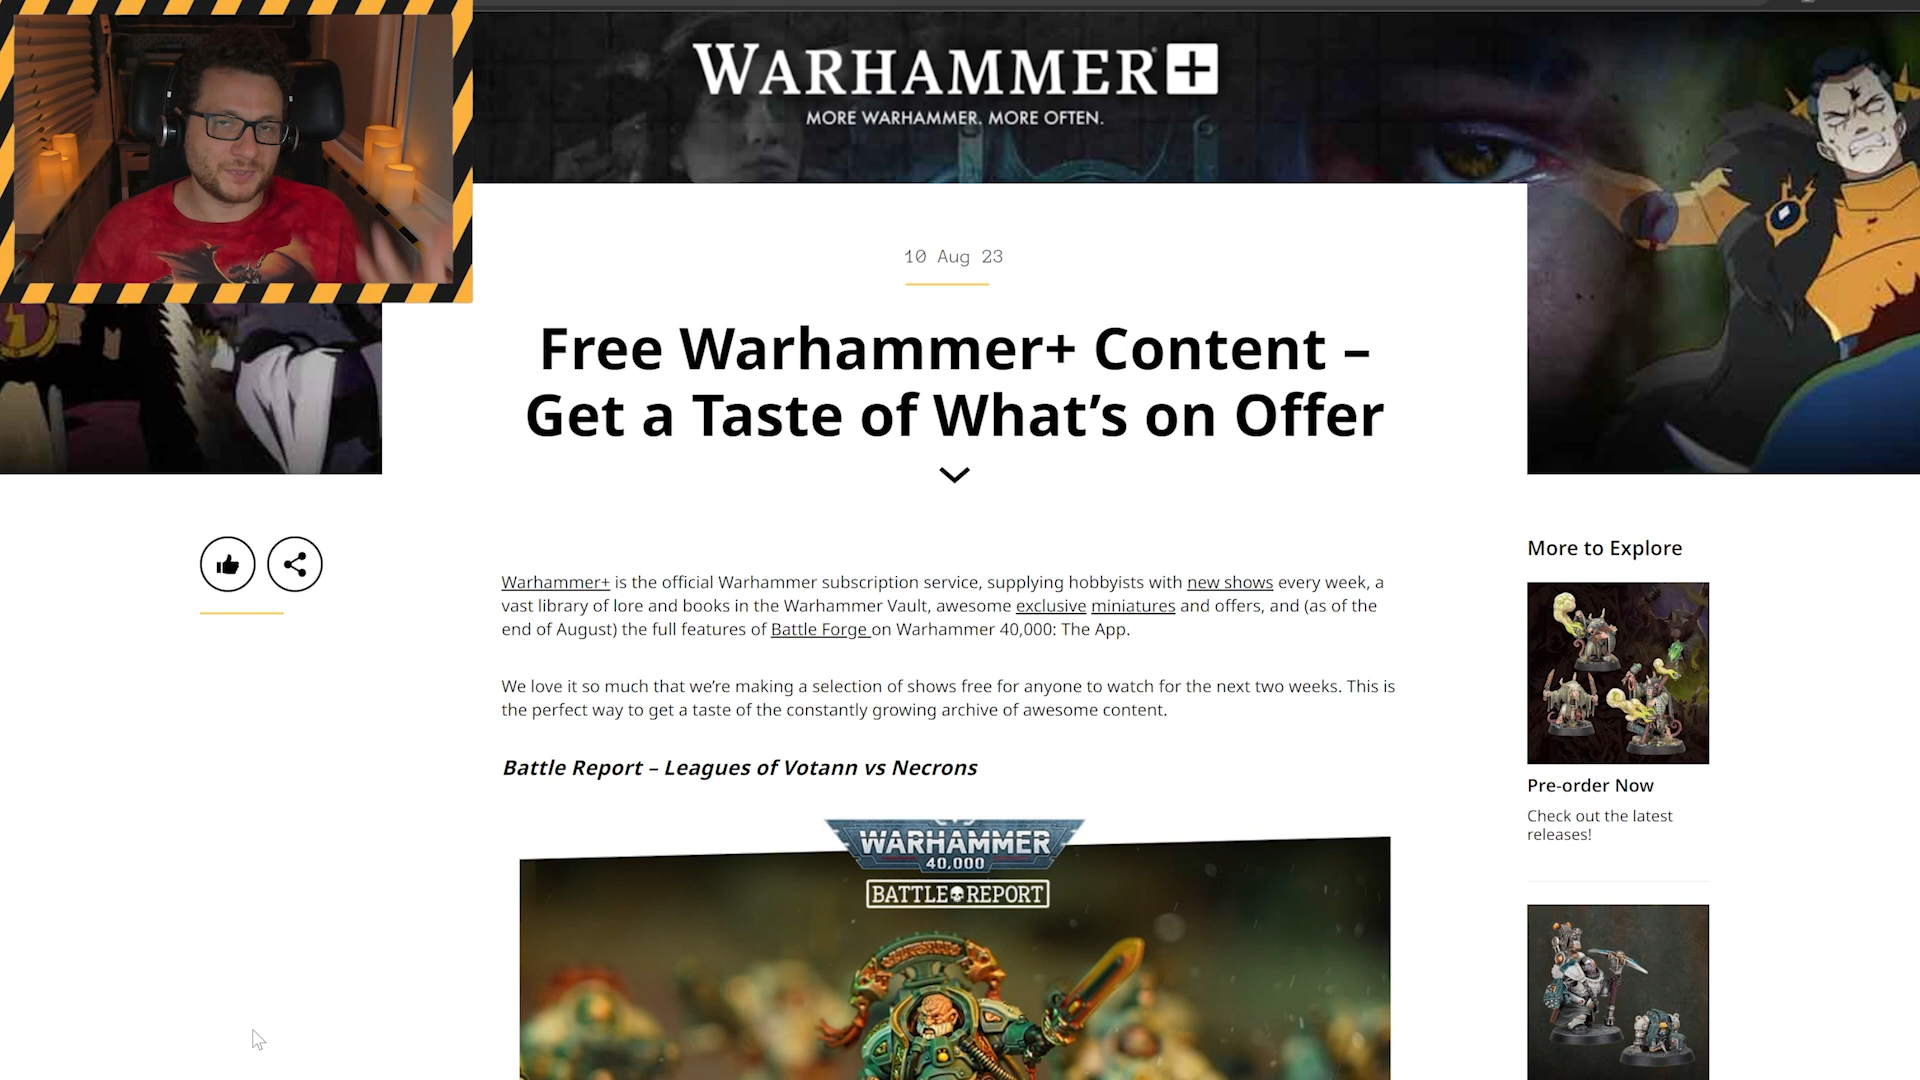 WARHAMMER+
MORE WARHAMMER. MORE OFTEN.
10 Aug 23
Free Warhammer+ Content –
Get a Taste of What’s on Offer
Warhammer+ is the official Warhammer subscription service, supplying hobbyists with new shows every week, a
vast library of lore and books in the Warhammer Vault, awesome exclusive miniatures and offers, and (as of the
end of August) the full features of Battle Forge on Warhammer 40,000: The App.
We love it so much that we’re making a selection of shows free for anyone to watch for the next two weeks. This is
the perfect way to get a taste of the constantly growing archive of awesome content.
Battle Report – Leagues of Votann vs Necrons
WARHAMMER
40,000
BATTLE REPORT
More to Explore
Pre-order Now
Check out the latest
releases!